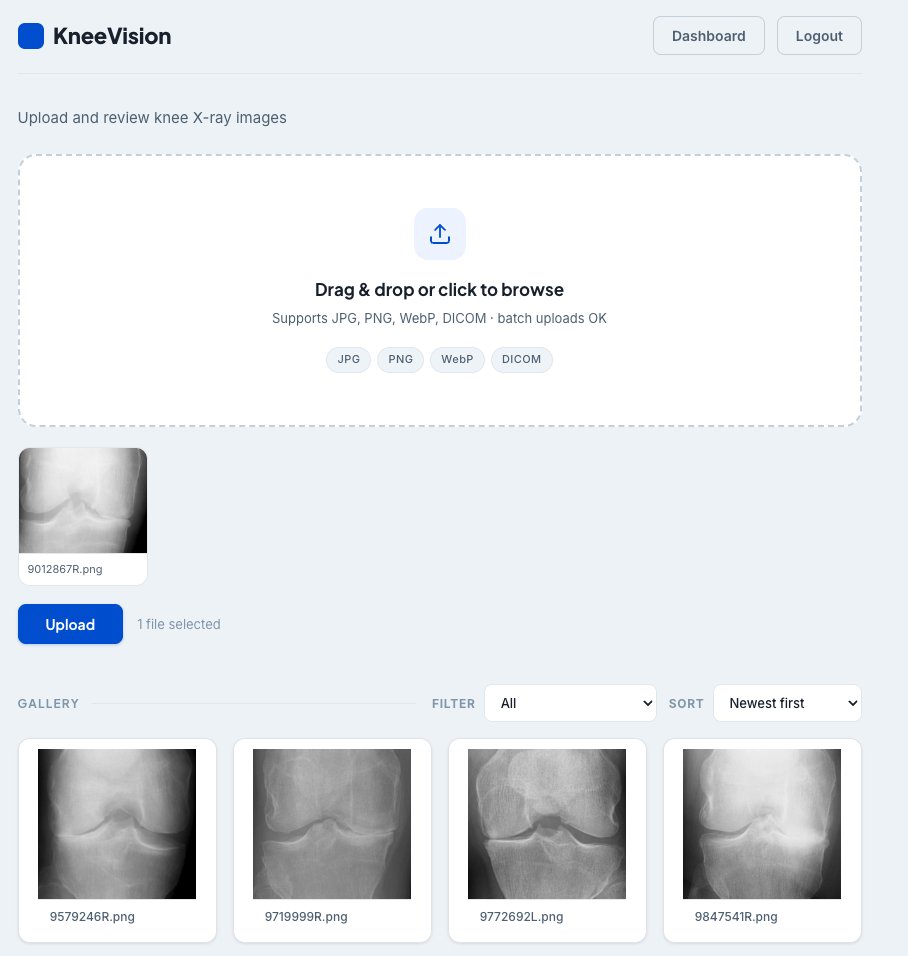 KneeVision
Dashboard
Logout
Upload and review knee X-ray images
Drag & drop or click to browse
Supports JPG, PNG, WebP, DICOM · batch uploads OK
JPG
PNG
WebP
DICOM
9012867R.png
Upload
1 file selected
GALLERY
FILTER
All
SORT
Newest first
9579246R.png
9719999R.png
9772692L.png
9847541R.png